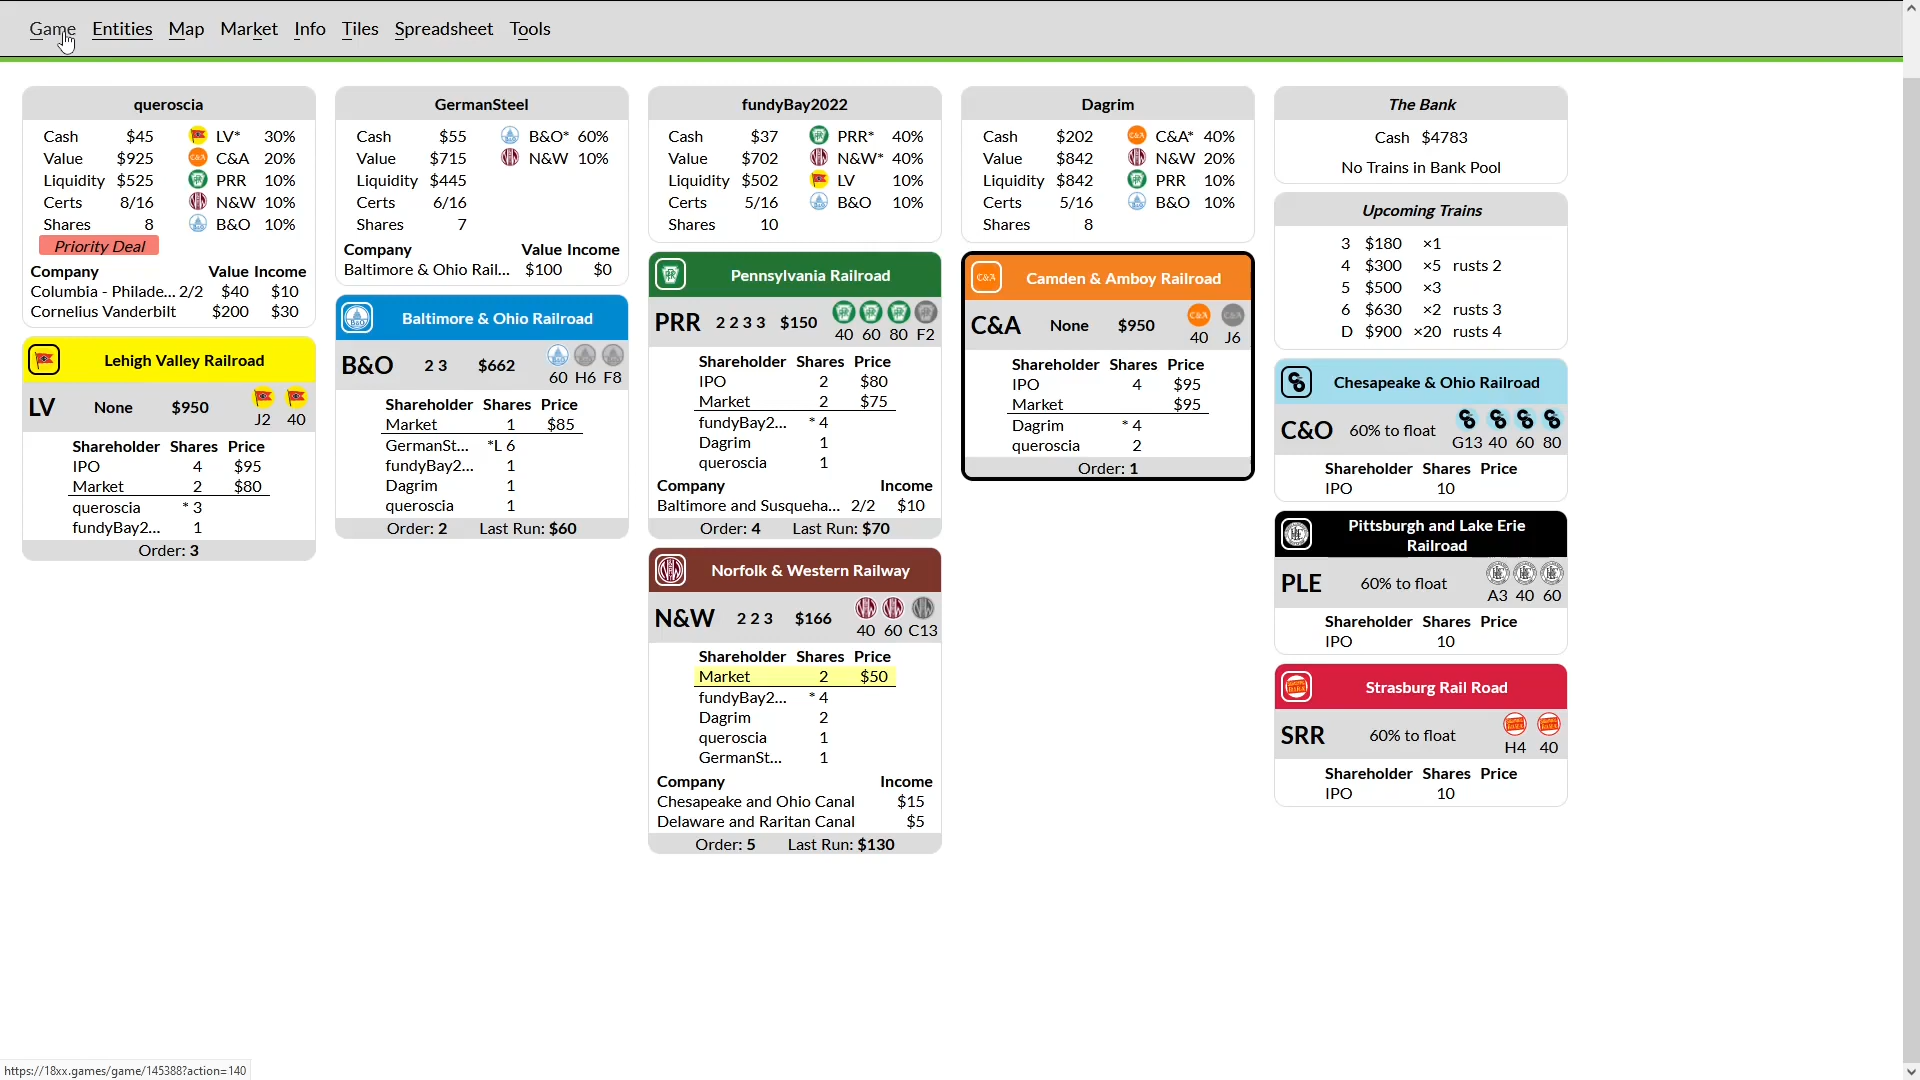 Game Entities Map Market Info Tiles Spreadsheet Tools
queroscia
Cash $45 LV* 30%
Value $925 C&A 20%
Liquidity $525 PRR 10%
Certs 8/16 N&W 10%
Shares 8 B&O 10%
Priority Deal
Company Value Income
Columbia - Philade... 2/2 $40 $10
Cornelius Vanderbilt $200 $30
Lehigh Valley Railroad
LV None $950 J2 40
Shareholder Shares Price
IPO 4 $95
Market 2 $80
queroscia * 3
fundyBay2... 1
Order: 3
GermanSteel
Cash $55 B&O* 60%
Value $715 N&W 10%
Liquidity $445
Certs 6/16
Shares 7
Company Value Income
Baltimore & Ohio Rail... $100 $0
Baltimore & Ohio Railroad
B&O 2 3 $662 60 H6 F8
Shareholder Shares Price
Market 1 $85
GermanSt... *L 6
fundyBay2... 1
Dagrim 1
queroscia 1
Order: 2 Last Run: $60
fundyBay2022
Cash $37 PRR* 40%
Value $702 N&W* 40%
Liquidity $502 LV 10%
Certs 5/16 B&O 10%
Shares 10
Pennsylvania Railroad
PRR 2 2 3 3 $150 40 60 80 F2
Shareholder Shares Price
IPO 2 $80
Market 2 $75
fundyBay2... * 4
Dagrim 1
queroscia 1
Company Income
Baltimore and Susqueha... 2/2 $10
Order: 4 Last Run: $70
Norfolk & Western Railway
N&W 2 2 3 $166 40 60 C13
Shareholder Shares Price
Market 2 $50
fundyBay2... * 4
Dagrim 2
queroscia 1
GermanSt... 1
Company Income
Chesapeake and Ohio Canal $15
Delaware and Raritan Canal $5
Order: 5 Last Run: $130
Dagrim
Cash $202 C&A* 40%
Value $842 N&W 20%
Liquidity $842 PRR 10%
Certs 5/16 B&O 10%
Shares 8
Camden & Amboy Railroad
C&A None $950 40 J6
Shareholder Shares Price
IPO 4 $95
Market $95
Dagrim * 4
queroscia 2
Order: 1
The Bank
Cash $4783
No Trains in Bank Pool
Upcoming Trains
3 $180 ×1
4 $300 ×5 rusts 2
5 $500 ×3
6 $630 ×2 rusts 3
D $900 ×20 rusts 4
Chesapeake & Ohio Railroad
C&O 60% to float G13 40 60 80
Shareholder Shares Price
IPO 10
Pittsburgh and Lake Erie
Railroad
PLE 60% to float A3 40 60
Shareholder Shares Price
IPO 10
Strasburg Rail Road
SRR 60% to float H4 40
Shareholder Shares Price
IPO 10
https://18xx.games/game/145388?action=140